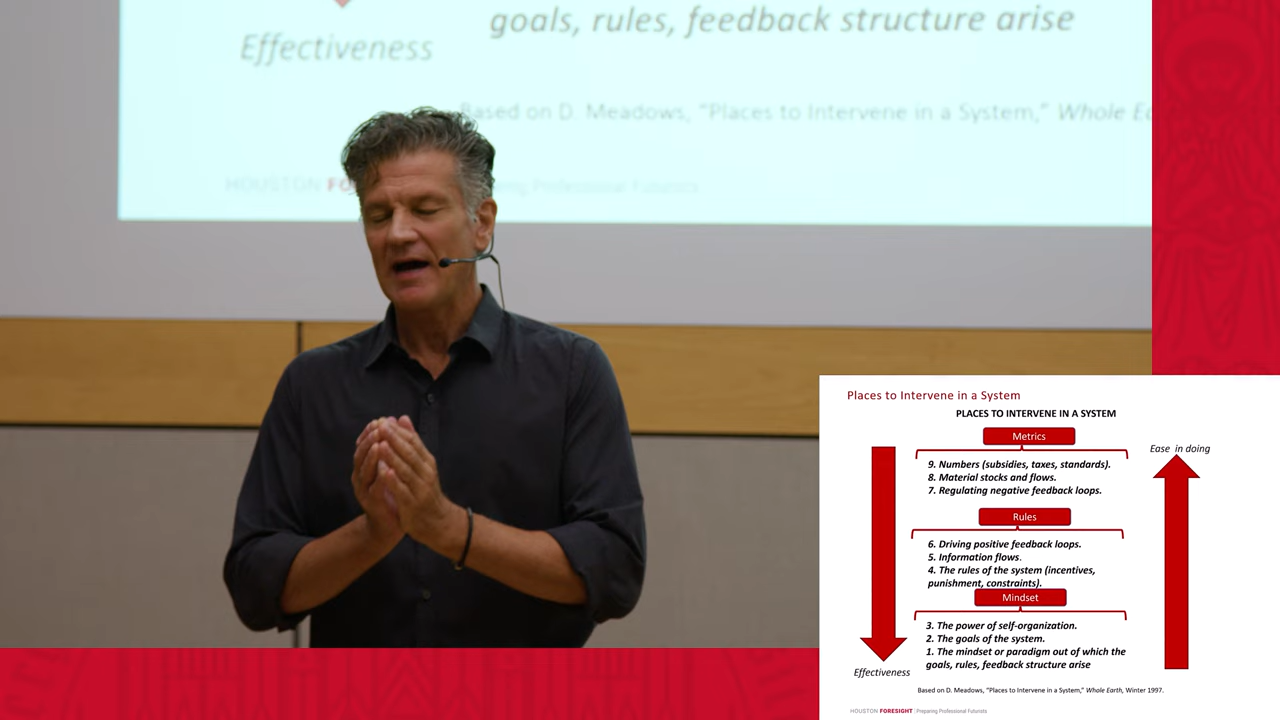 goals, rules, feedback structure arise
Effectiveness
Based on D. Meadows, "Places to Intervene in a System," Whole
HOUSTON
Preparing Professional Futurists
Places to Intervene in a System
PLACES TO INTERVENE IN A SYSTEM
Metrics
Ease in doing
9. Numbers (subsidies, taxes, standards).
8. Material stocks and flows.
7. Regulating negative feedback loops.
Rules
6. Driving positive feedback loops.
5. Information flows.
4. The rules of the system (incentives,
punishment, constraints).
Mindset
3. The power of self-organization.
2. The goals of the system.
1. The mindset or paradigm out of which the
goals, rules, feedback structure arise
Effectiveness
Based on D. Meadows, "Places to Intervene in a System," Whole Earth, Winter 1997.
HOUSTON FORESIGHT | Preparing Professional Futurists